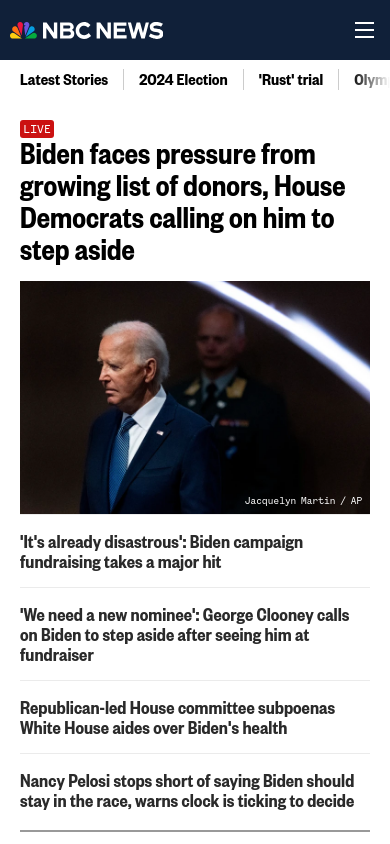 NBC NEWS
Latest Stories
2024 Election
'Rust' trial
Olym
LIVE
Biden faces pressure from
growing list of donors, House
Democrats calling on him to
step aside
Jacquelyn Martin / AP
'It's already disastrous': Biden campaign
fundraising takes a major hit
'We need a new nominee': George Clooney calls
on Biden to step aside after seeing him at
fundraiser
Republican-led House committee subpoenas
White House aides over Biden's health
Nancy Pelosi stops short of saying Biden should
stay in the race, warns clock is ticking to decide